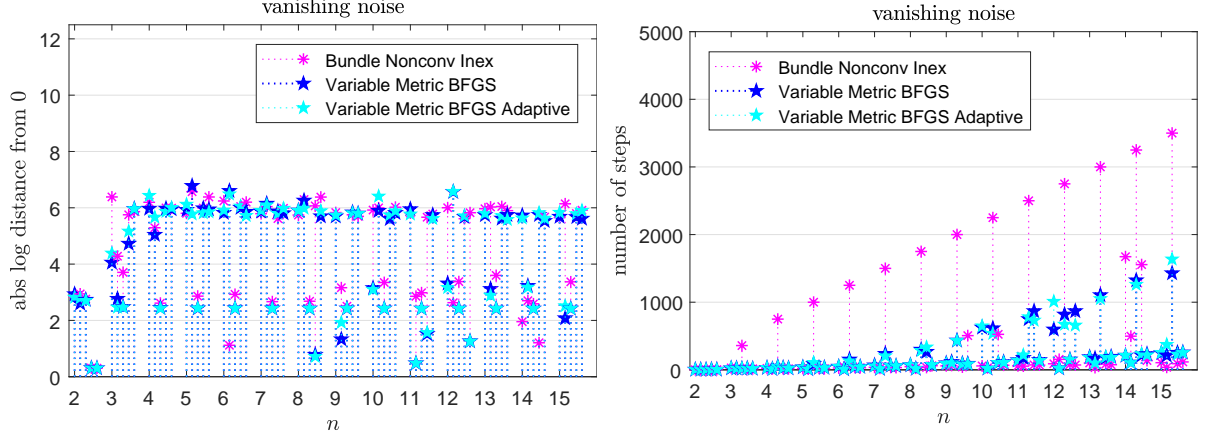 vanishing noise
12
10
8
6
4
2
0
abs log distance from 0
Bundle Nonconv Inex
Variable Metric BFGS
Variable Metric BFGS Adaptive
2 3 4 5 6 7 8 9 10 11 12 13 14 15
n
vanishing noise
5000
4000
3000
2000
1000
0
number of steps
Bundle Nonconv Inex
Variable Metric BFGS
Variable Metric BFGS Adaptive
2 3 4 5 6 7 8 9 10 11 12 13 14 15
n